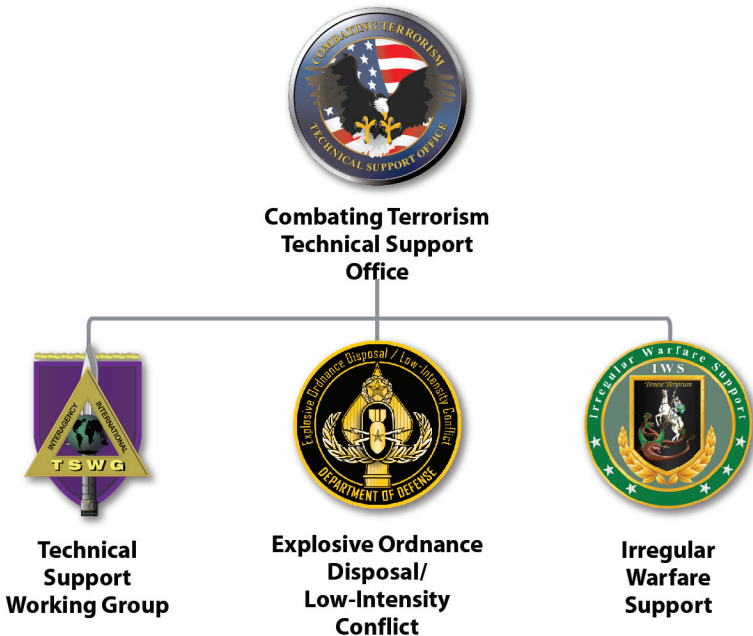 COMBATING TERRORISM
TECHNICAL SUPPORT OFFICE
Combating Terrorism
Technical Support
Office
INTERAGENCY
INTERNATIONAL
TSWG
Explosive Ordnance Disposal / Low-Intensity Conflict
DEPARTMENT OF DEFENSE
Irregular Warfare Support
IWS
Technical
Support
Working Group
Explosive Ordnance
Disposal/
Low-Intensity
Conflict
Irregular
Warfare
Support